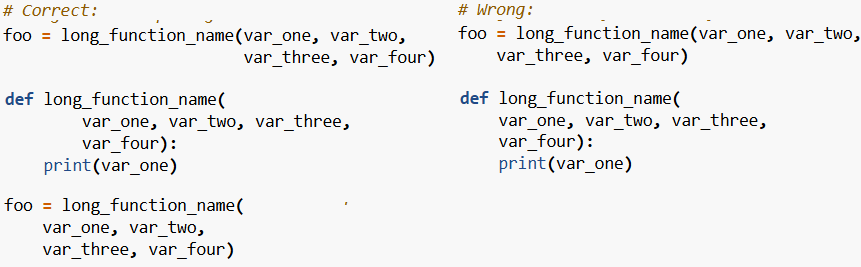 # Correct:
foo = long_function_name(var_one, var_two,
                         var_three, var_four)

def long_function_name(
        var_one, var_two, var_three,
        var_four):
    print(var_one)

foo = long_function_name(
    var_one, var_two,
    var_three, var_four)

# Wrong:
foo = long_function_name(var_one, var_two,
    var_three, var_four)

def long_function_name(
    var_one, var_two, var_three,
    var_four):
    print(var_one)